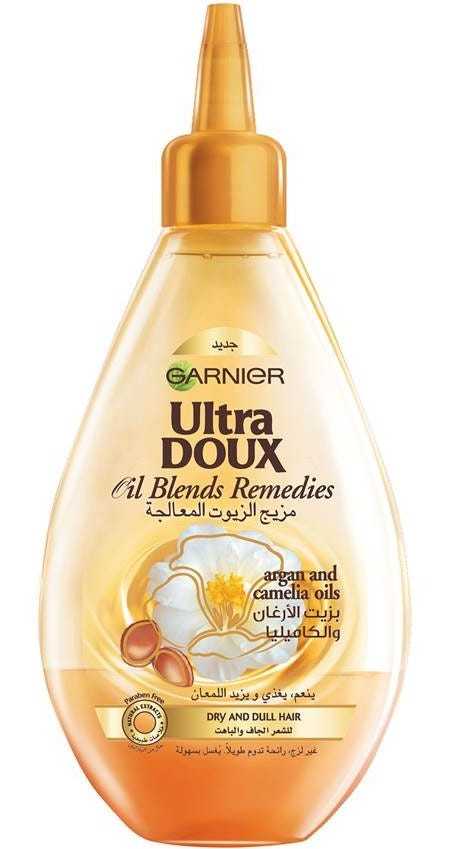 جديد
GARNIER
Ultra
DOUX
Oil Blends Remedies
مزيج الزيوت المعالجة
argan and
camelia oils
بزيت الأرغان
والكاميليا
ينعم، يغذي و يزيد اللمعان
Paraben Free
NATURAL EXTRACTS
DRY AND DULL HAIR
للشعر الجاف والباهت
غير لزج، رائحة تدوم طويلاً، يُغسل بسهولة